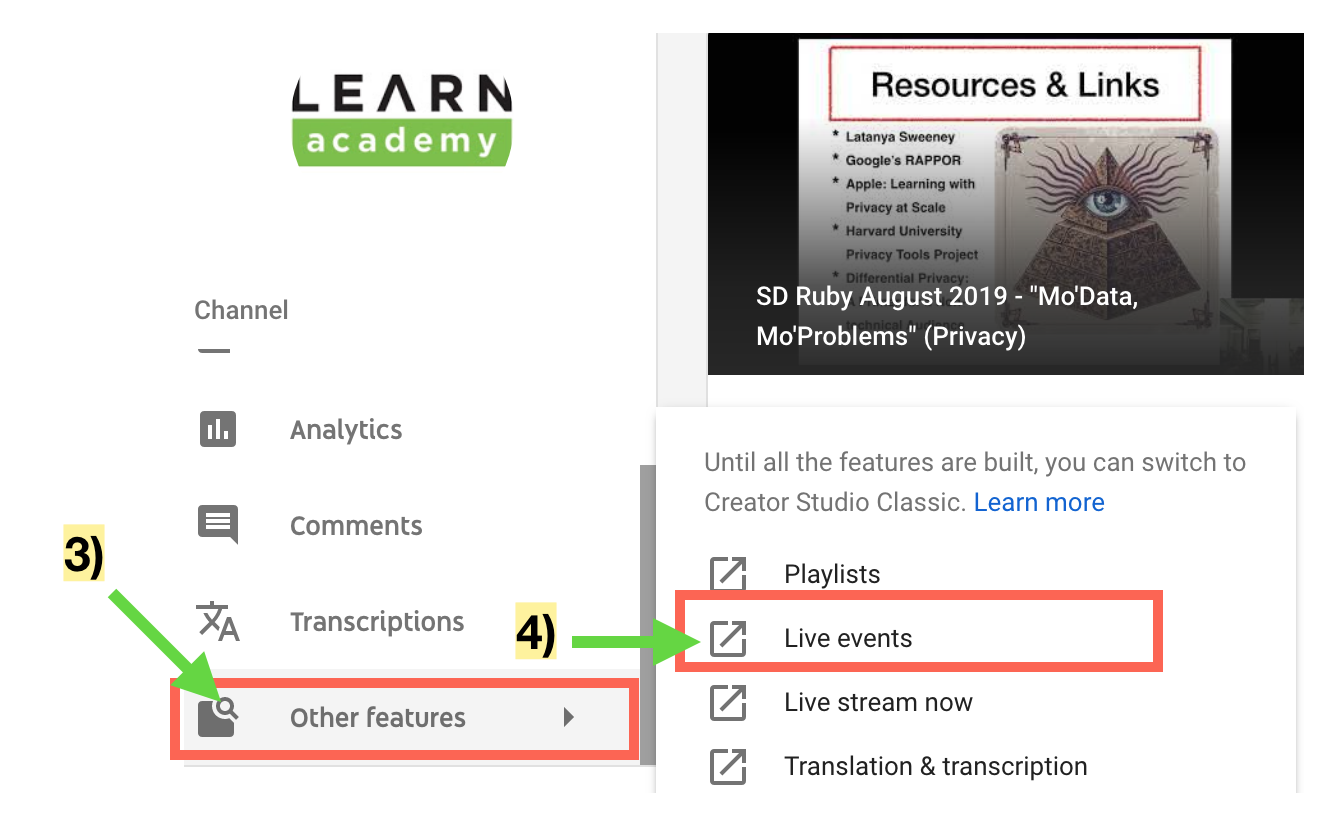 LEARN
academy
Channel
Analytics
Comments
3)
Transcriptions
Other features
Resources & Links
* Latanya Sweeney
* Google's RAPPOR
* Apple: Learning with
Privacy at Scale
* Harvard University
Privacy Tools Project
* Differential Privacy:
SD Ruby August 2019 - "Mo'Data,
Mo'Problems" (Privacy)
Until all the features are built, you can switch to
Creator Studio Classic. Learn more
Playlists
4)
Live events
Live stream now
Translation & transcription